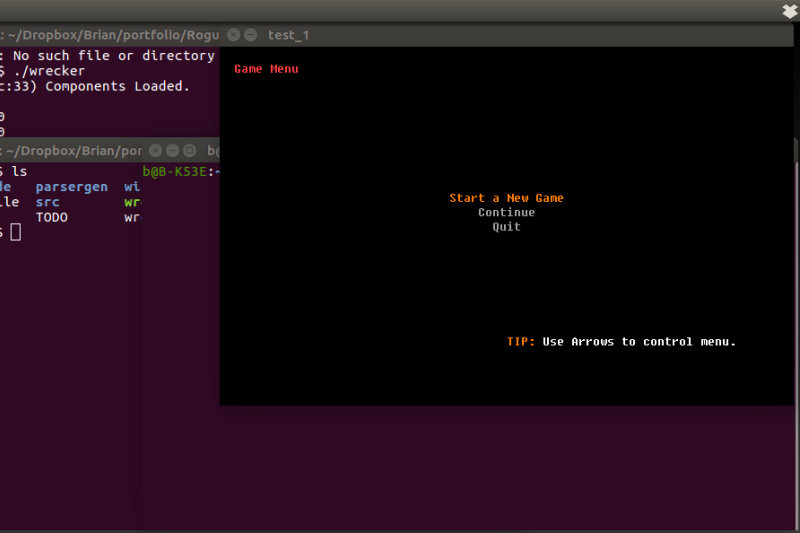 : ~/Dropbox/Brian/portfolio/Rogu
: No such file or directory
$ ./wrecker
c:33) Components Loaded.
0
0
: ~/Dropbox/Brian/por
$ ls
de parsergen wi
ile src wr
TODO wr
$
b@
b@B-K53E:~
test_1
Game Menu
Start a New Game
Continue
Quit
TIP: Use Arrows to control menu.